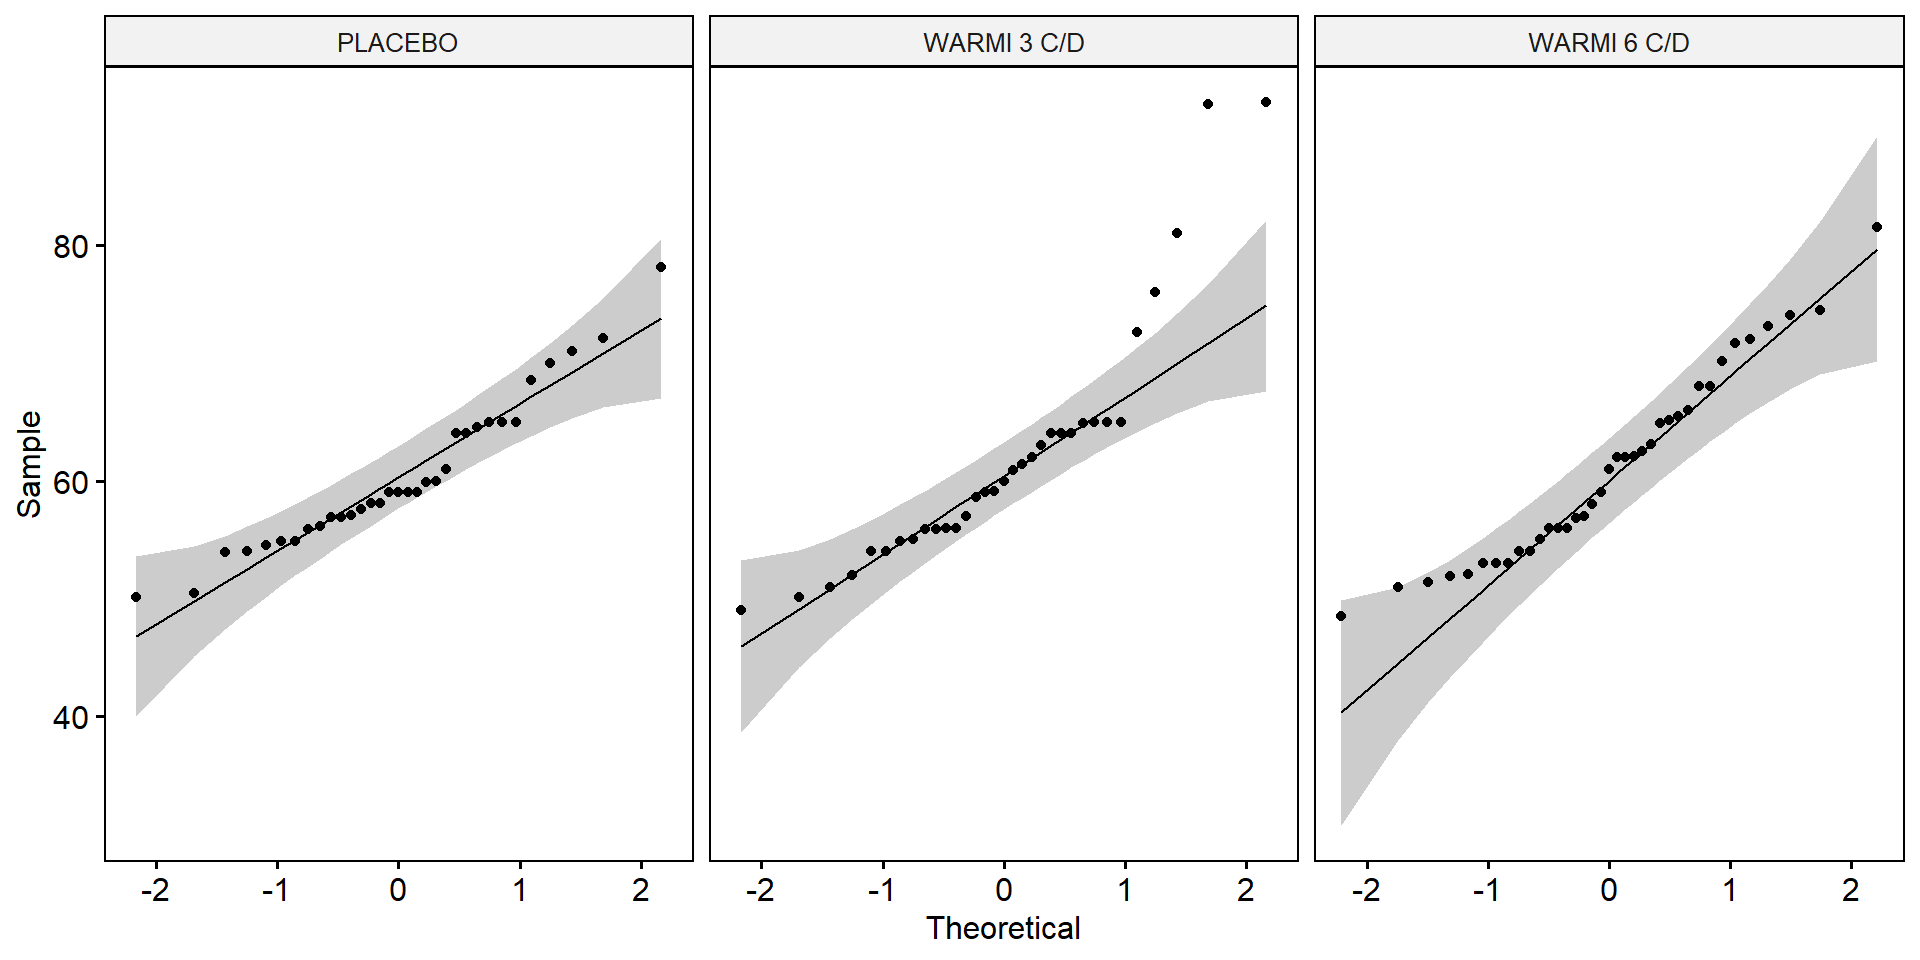 PLACEBO WARMI 3 C/D WARMI 6 C/D
80
60
40
Sample
-2 -1 0 1 2 -2 -1 0 1 2 -2 -1 0 1 2
Theoretical